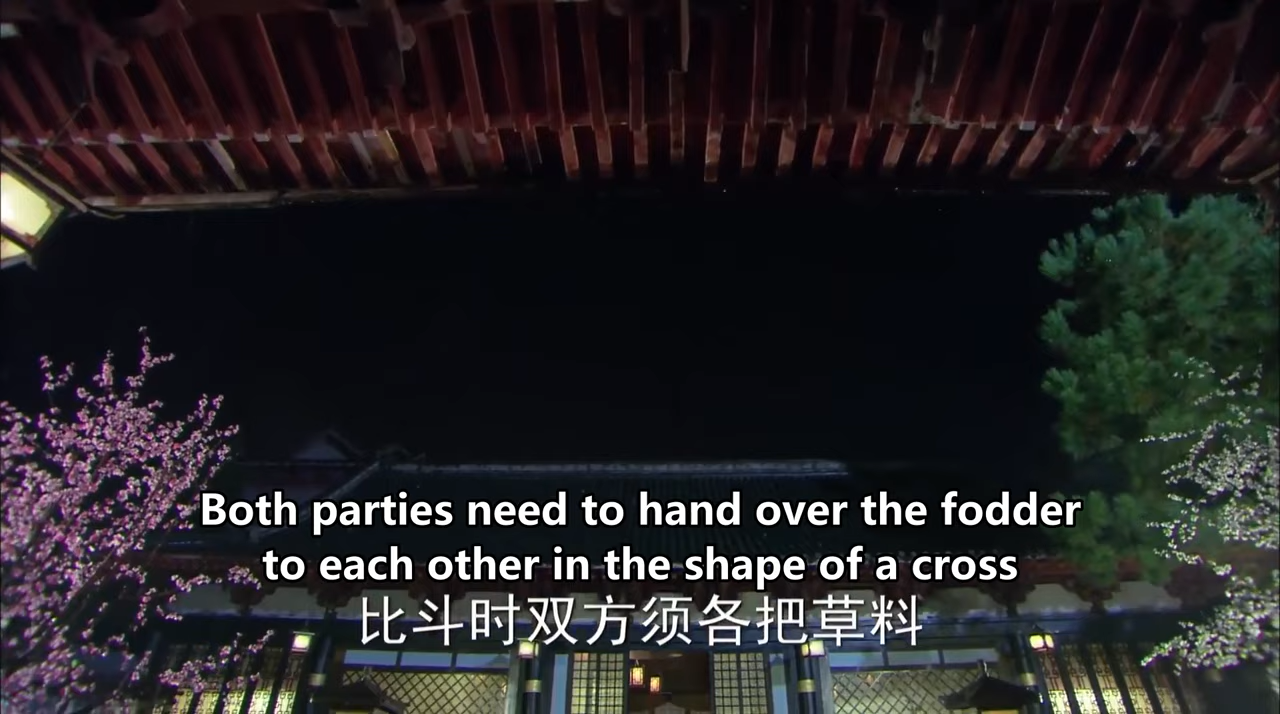 Both parties need to hand over the fodder
to each other in the shape of a cross
比斗时双方须各把草料